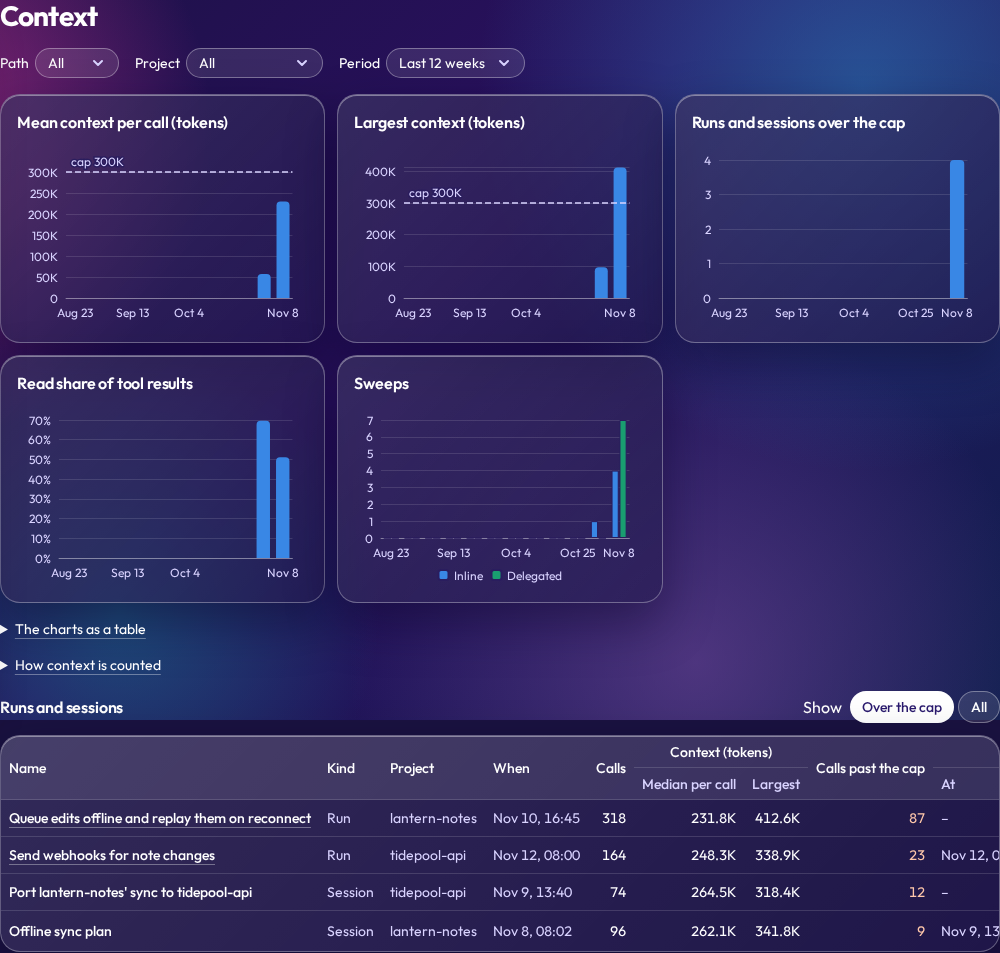 Context
Path All Project All Period Last 12 weeks
Mean context per call (tokens)
cap 300K
300K
250K
200K
150K
100K
50K
0
Aug 23 Sep 13 Oct 4 Nov 8
Largest context (tokens)
400K
cap 300K
300K
200K
100K
0
Aug 23 Sep 13 Oct 4 Nov 8
Runs and sessions over the cap
4
3
2
1
0
Aug 23 Sep 13 Oct 4 Oct 25 Nov 8
Read share of tool results
70%
60%
50%
40%
30%
20%
10%
0%
Aug 23 Sep 13 Oct 4 Nov 8
Sweeps
7
6
5
4
3
2
1
0
Aug 23 Sep 13 Oct 4 Oct 25 Nov 8
Inline Delegated
The charts as a table
How context is counted
Runs and sessions Show Over the cap All
Context (tokens)
Name Kind Project When Calls Calls past the cap
Median per call Largest At
Queue edits offline and replay them on reconnect Run lantern-notes Nov 10, 16:45 318 231.8K 412.6K 87 –
Send webhooks for note changes Run tidepool-api Nov 12, 08:00 164 248.3K 338.9K 23 Nov 12, 0
Port lantern-notes' sync to tidepool-api Session tidepool-api Nov 9, 13:40 74 264.5K 318.4K 12 –
Offline sync plan Session lantern-notes Nov 8, 08:02 96 262.1K 341.8K 9 Nov 9, 13